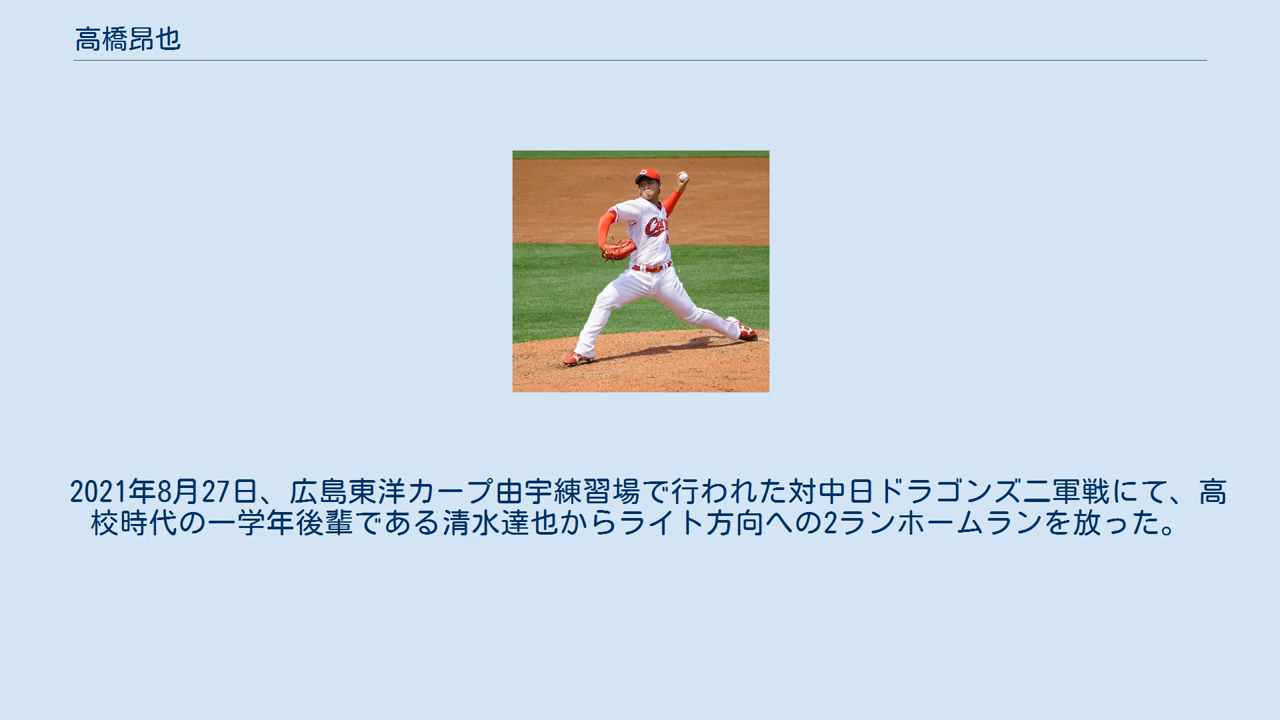 高橋昂也
2021年8月27日、広島東洋カープ由宇練習場で行われた対中日ドラゴンズ二軍戦にて、高
校時代の一学年後輩である清水達也からライト方向への2ランホームランを放った。